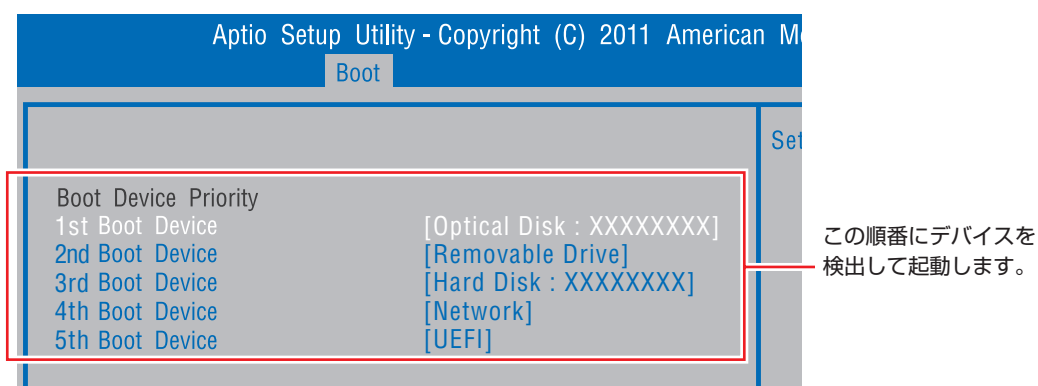 Aptio Setup Utility - Copyright (C) 2011 American
Boot
Boot Device Priority
1st Boot Device [Optical Disk : XXXXXXXX]
2nd Boot Device [Removable Drive]
3rd Boot Device [Hard Disk : XXXXXXXX]
4th Boot Device [Network]
5th Boot Device [UEFI]
Set
この順番にデバイスを
検出して起動します。